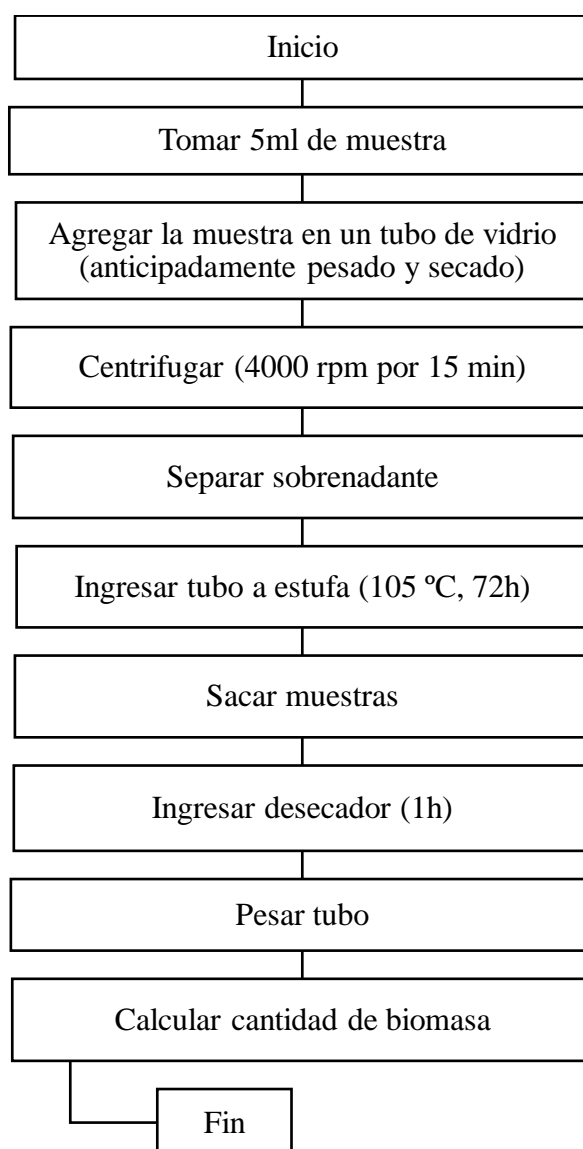 Inicio
Tomar 5ml de muestra
Agregar la muestra en un tubo de vidrio
(anticipadamente pesado y secado)
Centrifugar (4000 rpm por 15 min)
Separar sobrenadante
Ingresar tubo a estufa (105 ºC, 72h)
Sacar muestras
Ingresar desecador (1h)
Pesar tubo
Calcular cantidad de biomasa
Fin